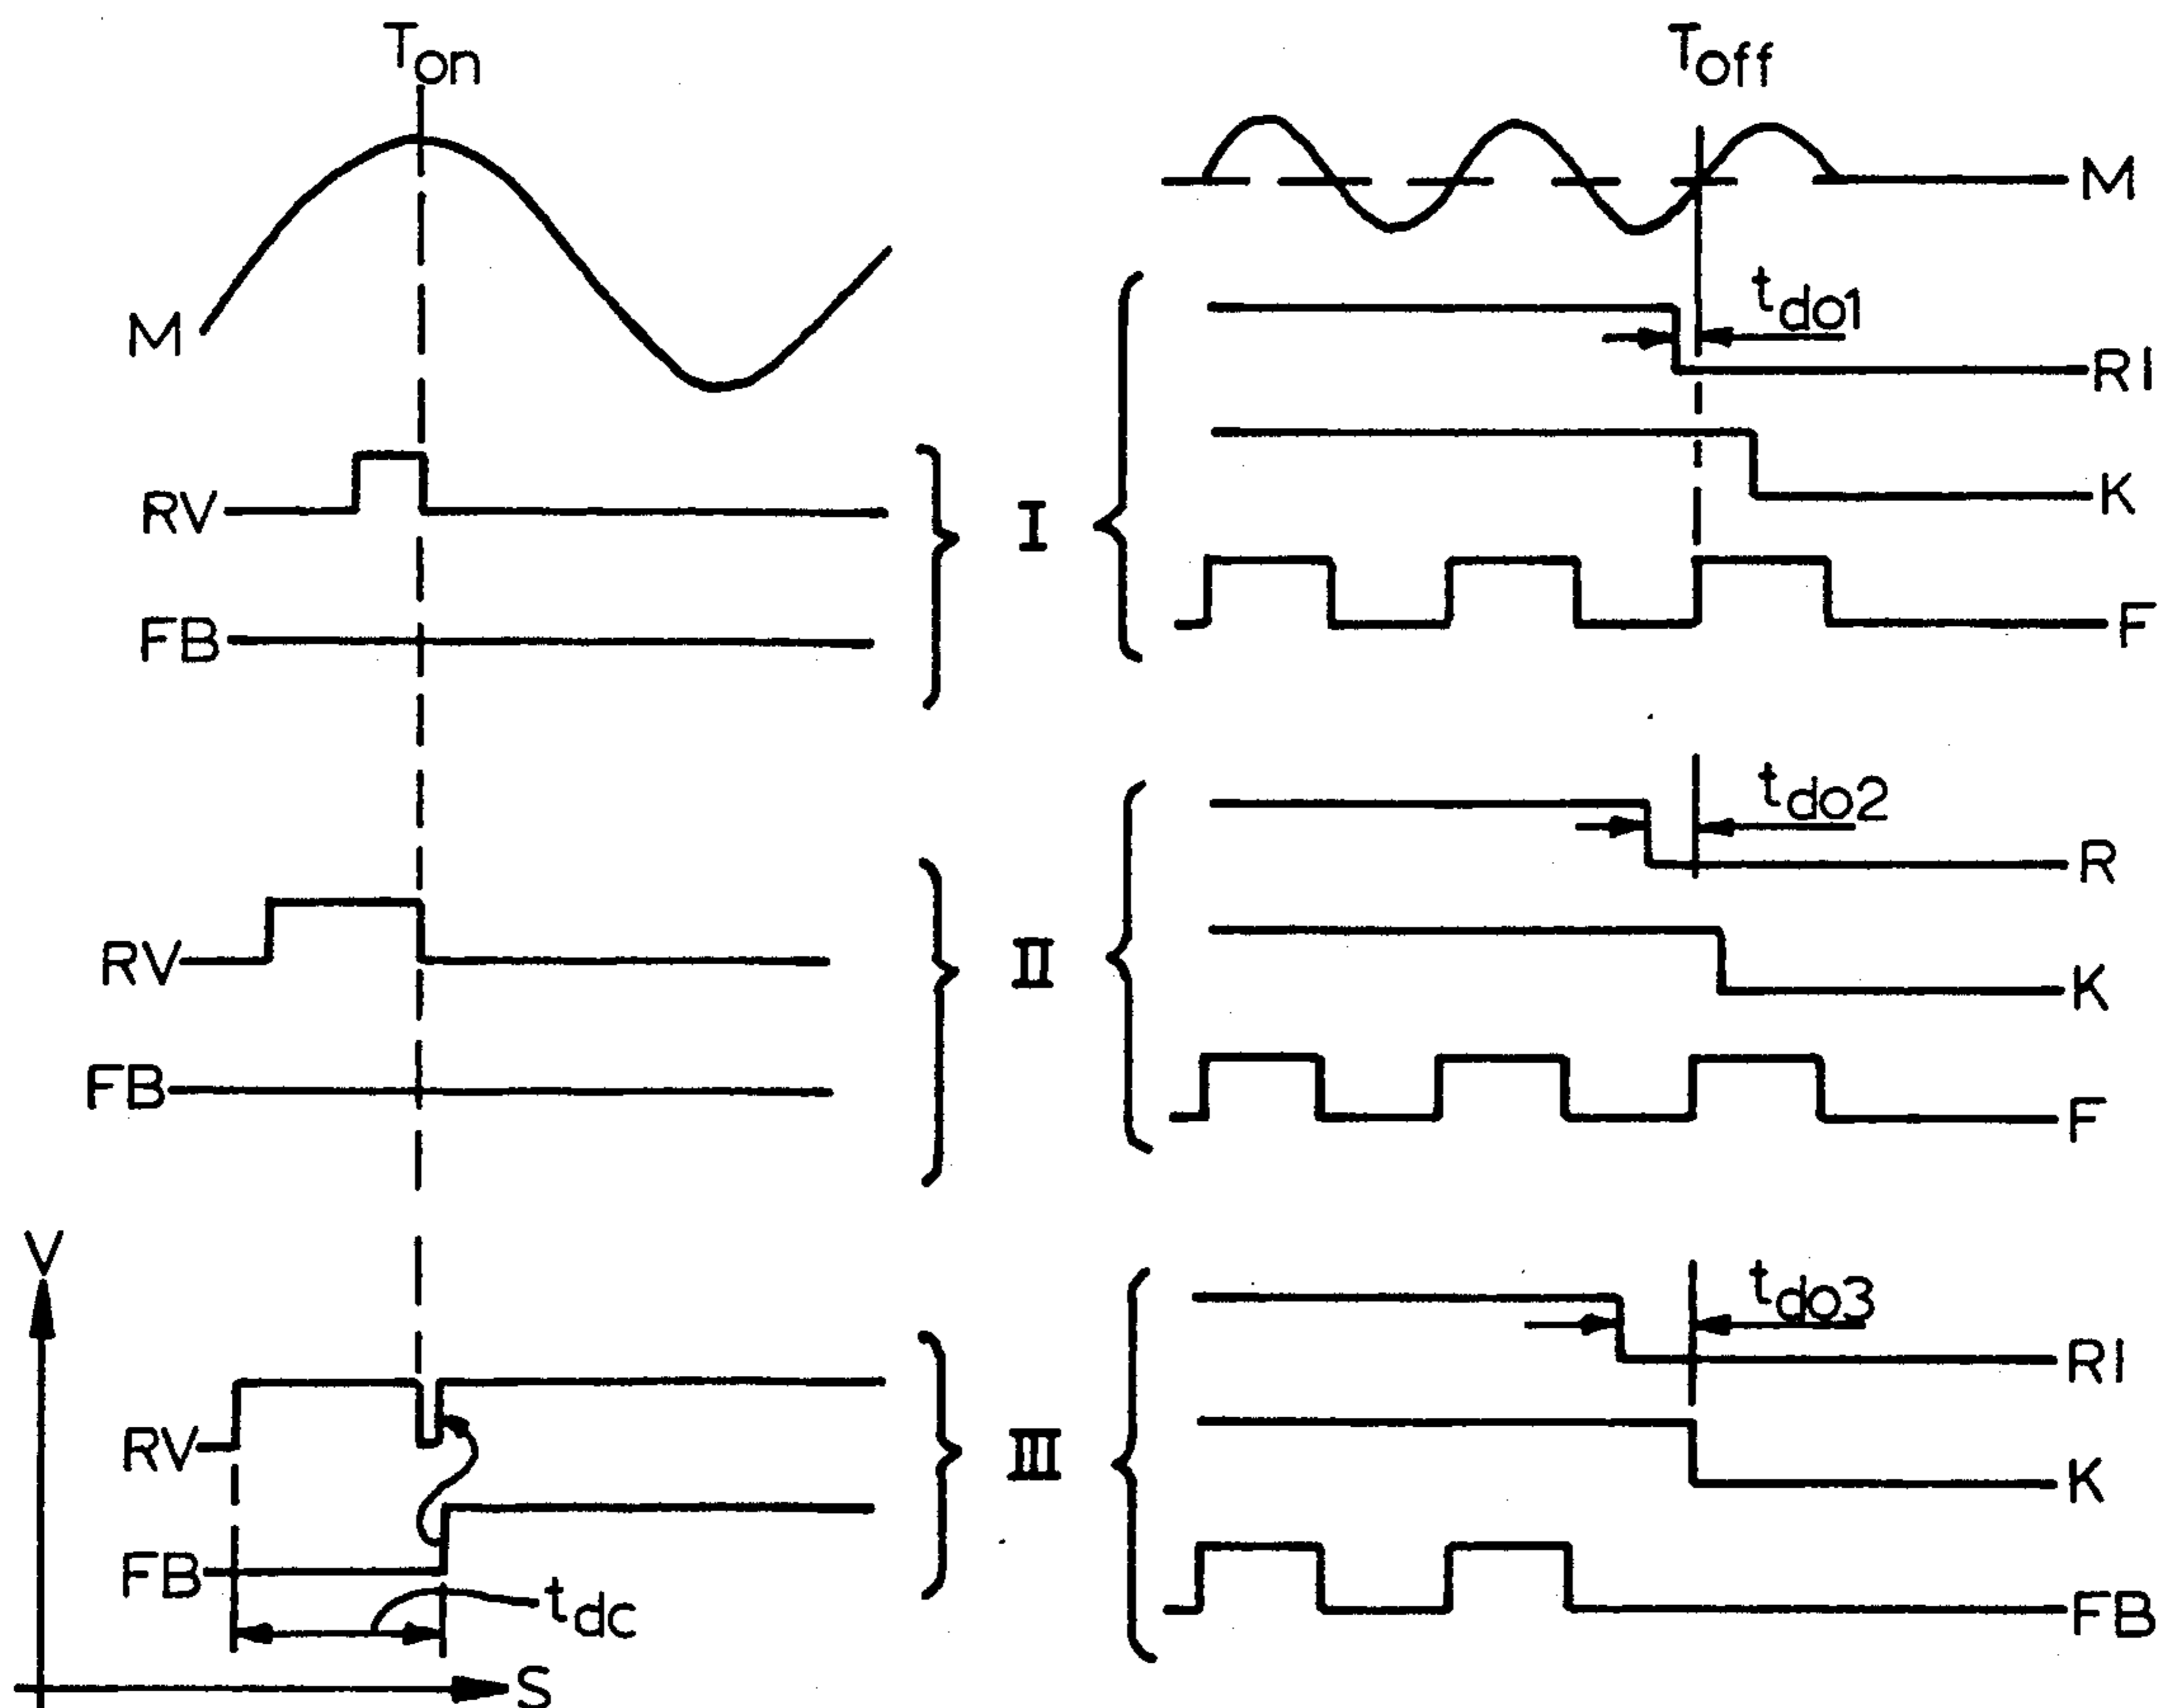 Ton
Toff
M
M
tdo1
RI
K
RV
I
FB
F
tdo2
R
RV
II
K
FB
F
V
tdo3
RI
RV
III
K
FB
tdc
FB
S